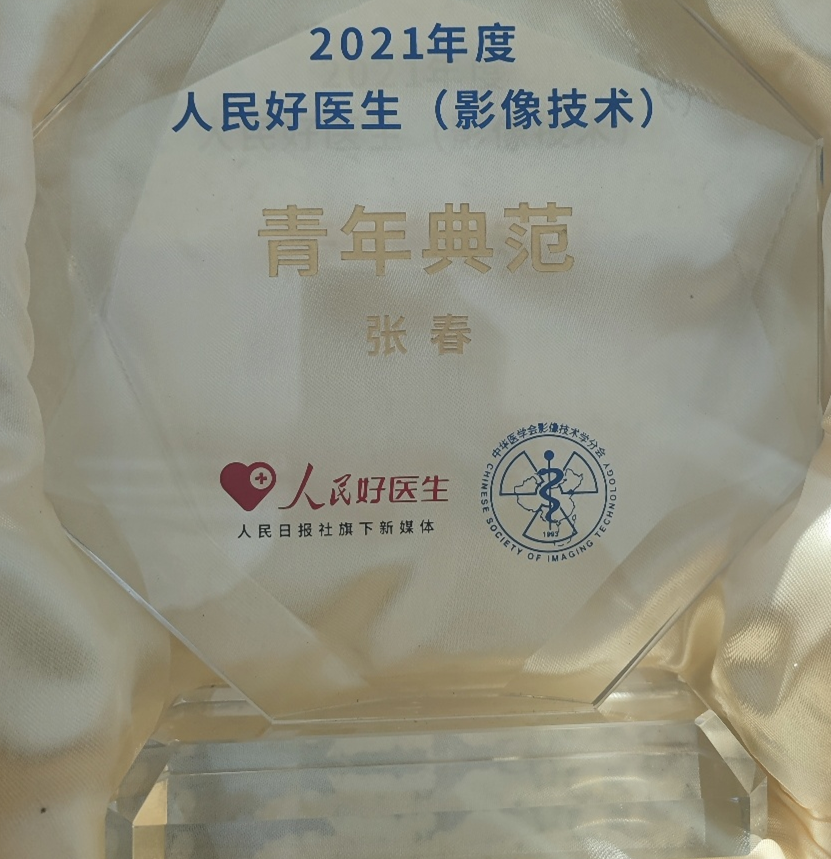 2021年度
人民好医生（影像技术）
青年典范
张春
人民好医生
人民日报社旗下新媒体
中华医学会影像技术学分会
CHINESE SOCIETY OF IMAGING TECHNOLOGY
1993